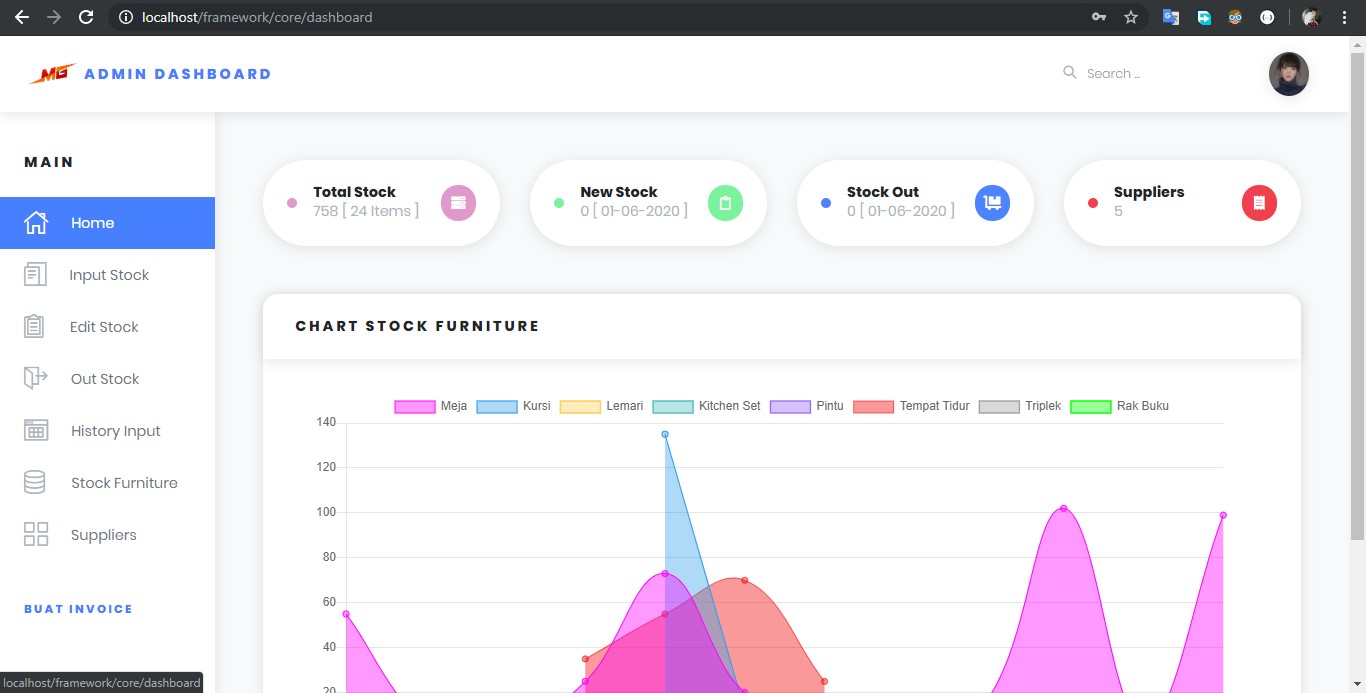 localhost/framework/core/dashboard
MG ADMIN DASHBOARD
Search ...
MAIN
Home
Input Stock
Edit Stock
Out Stock
History Input
Stock Furniture
Suppliers
BUAT INVOICE
Total Stock
758 [ 24 Items ]
New Stock
0 [ 01-06-2020 ]
Stock Out
0 [ 01-06-2020 ]
Suppliers
5
CHART STOCK FURNITURE
Meja Kursi Lemari Kitchen Set Pintu Tempat Tidur Triplek Rak Buku
140
120
100
80
60
40
20
localhost/framework/core/dashboard